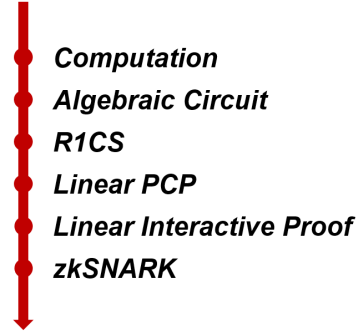 Computation
Algebraic Circuit
R1CS
Linear PCP
Linear Interactive Proof
zkSNARK